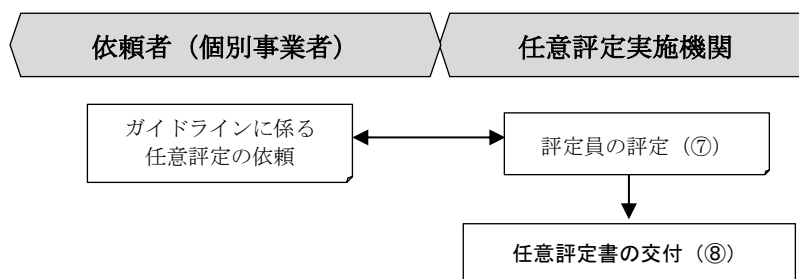 依頼者（個別事業者）
任意評定実施機関
ガイドラインに係る
任意評定の依頼
評定員の評定（⑦）
任意評定書の交付（⑧）